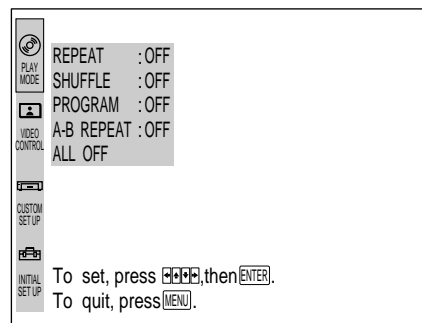 PLAY
MODE
REPEAT : OFF
SHUFFLE : OFF
PROGRAM : OFF
A-B REPEAT : OFF
ALL OFF
VIDEO
CONTROL
CUSTOM
SET UP
INITIAL
SET UP
To set, press ←↑↓→,then ENTER.
To quit, press MENU.